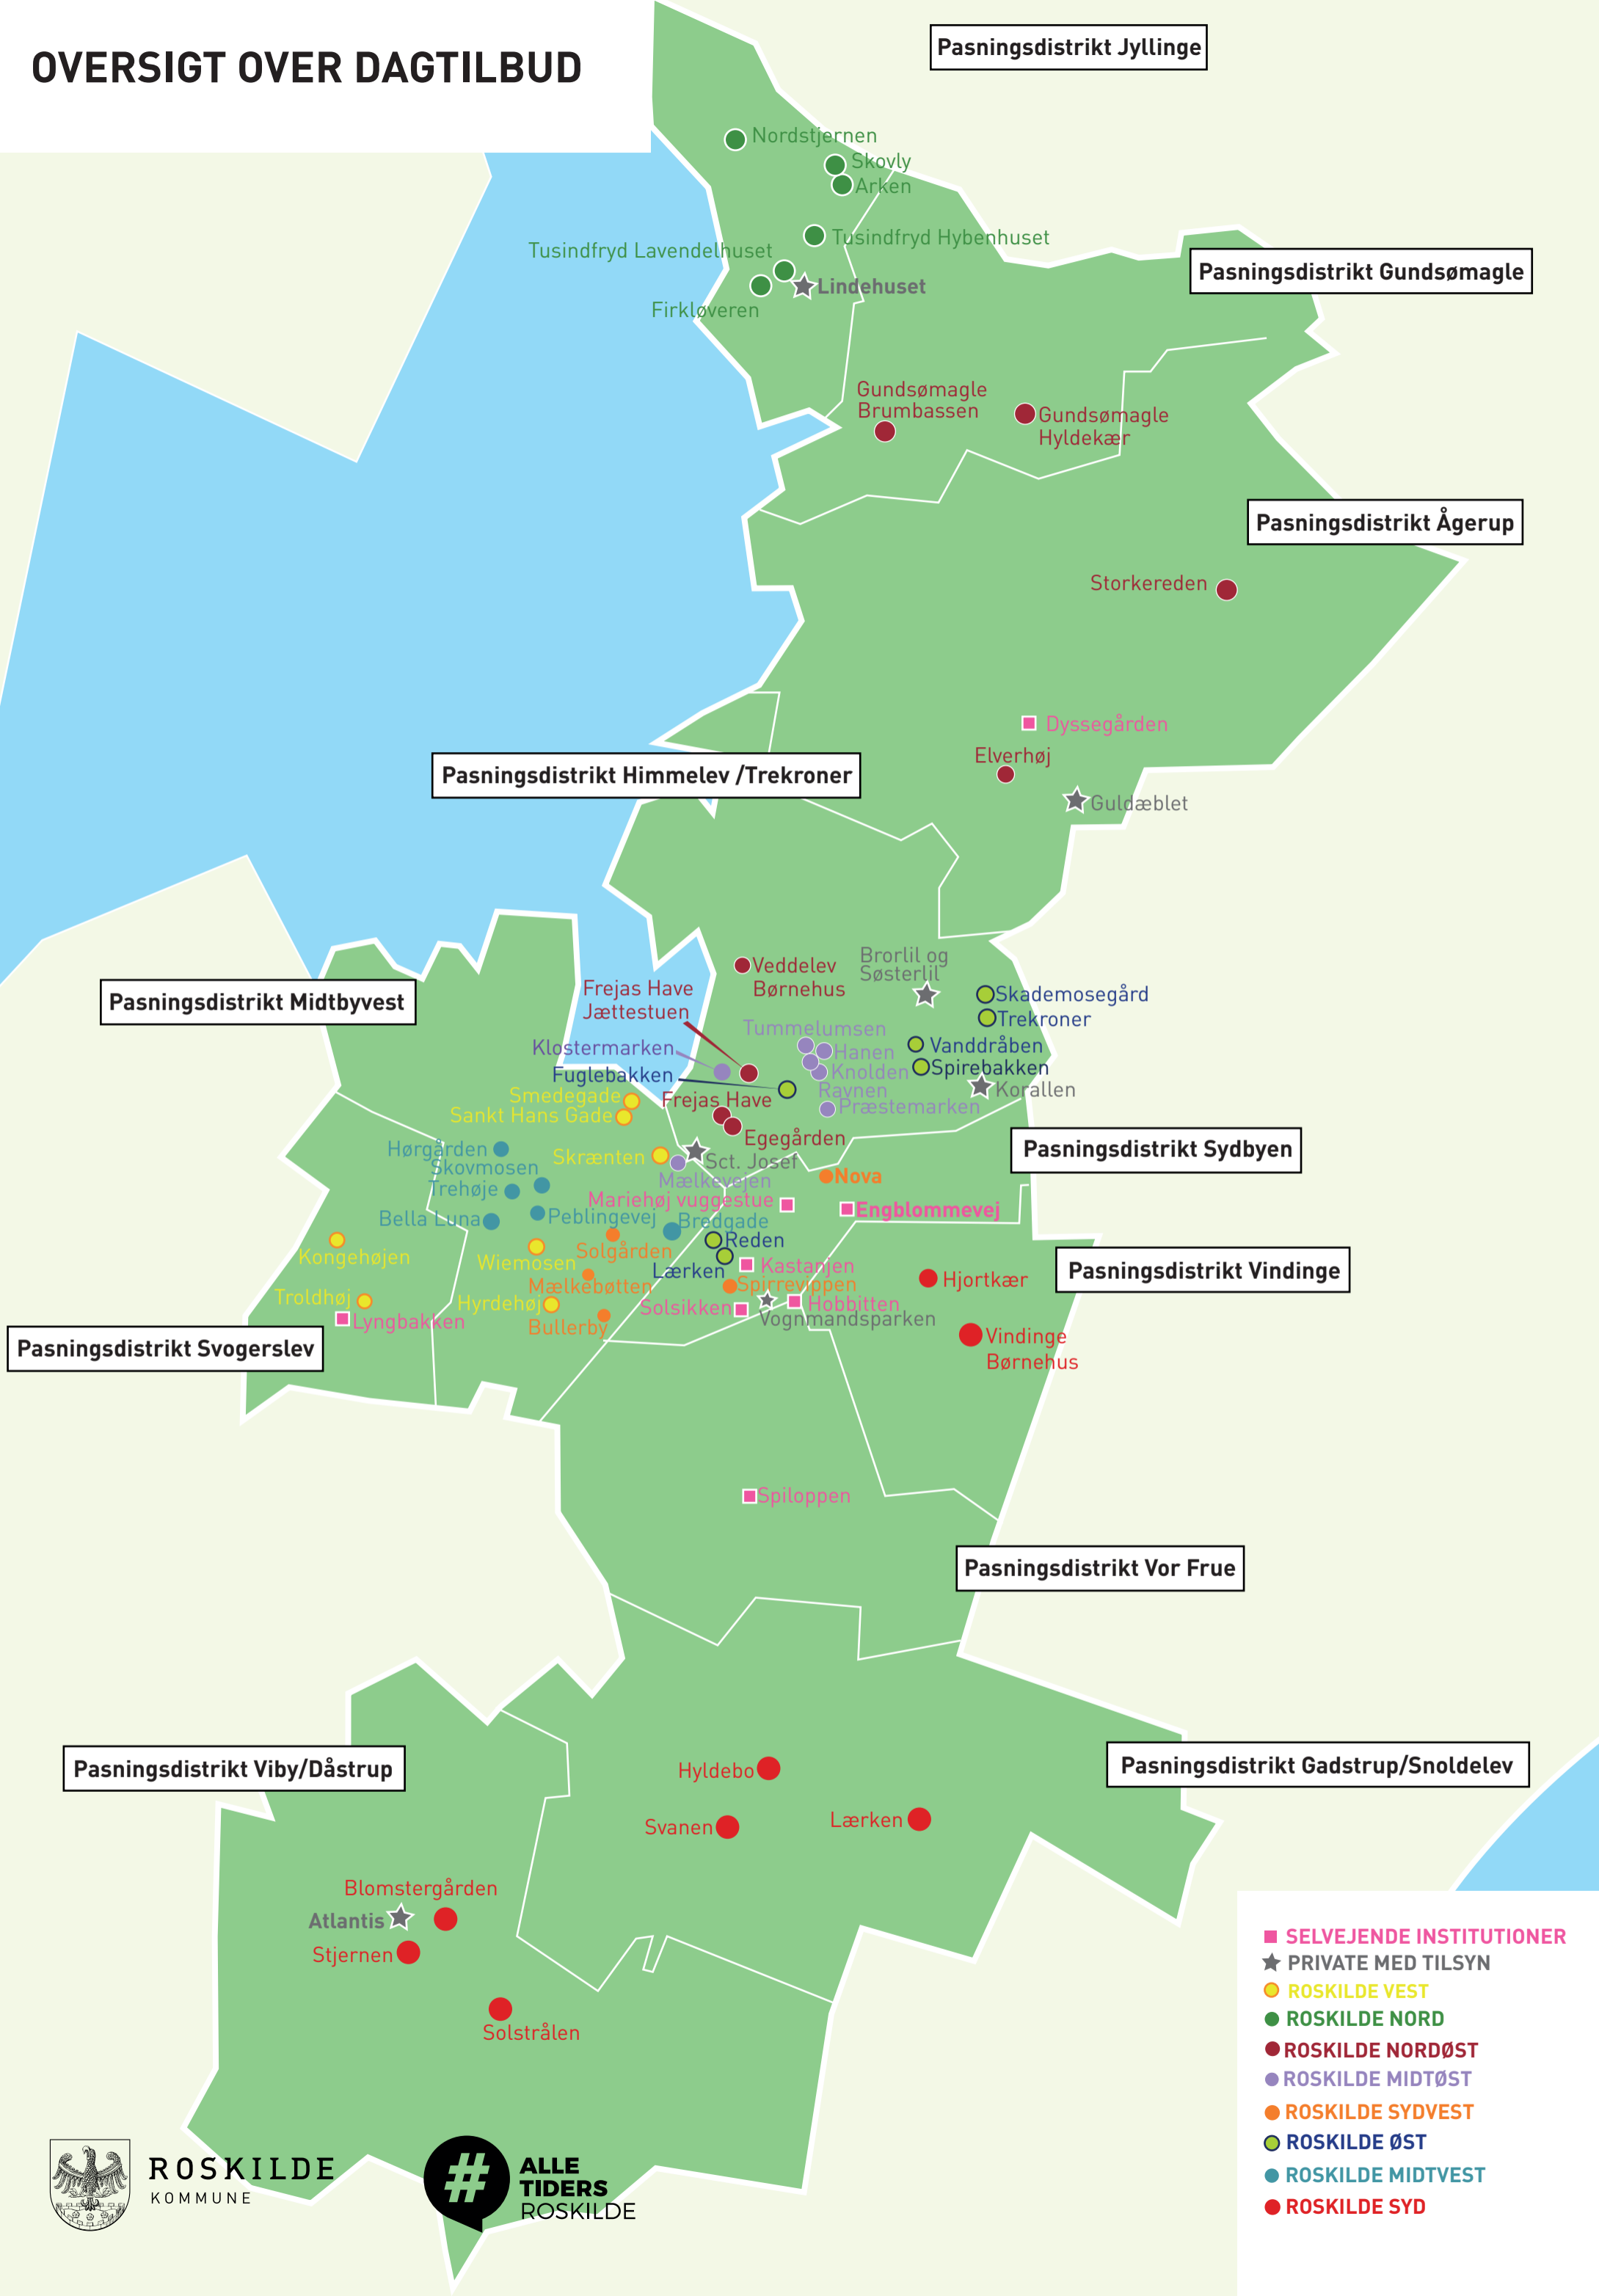 OVERSIGT OVER DAGTILBUD
Pasningsdistrikt Jyllinge
Nordstjernen
Skovly
Arken
Tusindfryd Hybenhuset
Tusindfryd Lavendelhuset
Lindehuset
Firkløveren
Pasningsdistrikt Gundsømagle
Gundsømagle
Brumbassen
Gundsømagle
Hyldekær
Pasningsdistrikt Ågerup
Storkereden
Dyssegården
Elverhøj
Guldæblet
Pasningsdistrikt Himmelev /Trekroner
Pasningsdistrikt Midtbyvest
Veddelev
Børnehus
Brorlil og
Søsterlil
Frejas Have
Jættestuen
Skademosegård
Trekroner
Tummelumsen
Hanen
Vanddråben
Klostermarken
Knolden
Spirebakken
Fuglebakken
Ravnen
Korallen
Smedegade
Frejas Have
Præstemarken
Sankt Hans Gade
Egegården
Pasningsdistrikt Sydbyen
Hørgården
Skrænten
Sct. Josef
Skovmosen
Mælkevejen
Nova
Trehøje
Mariehøj vuggestue
Engblommevej
Bella Luna
Peblingevej
Bredgade
Reden
Kongehøjen
Solgården
Wiemosen
Lærken
Kastanjen
Pasningsdistrikt Vindinge
Hjortkær
Mælkebøtten
Spirrevippen
Troldhøj
Hyrdehøj
Solsikken
Hobbitten
Lyngbakken
Bullerby
Vognmandsparken
Vindinge
Børnehus
Pasningsdistrikt Svogerslev
Spiloppen
Pasningsdistrikt Vor Frue
Pasningsdistrikt Viby/Dåstrup
Pasningsdistrikt Gadstrup/Snoldelev
Hyldebo
Svanen
Lærken
Blomstergården
Atlantis
Stjernen
Solstrålen
SELVEJENDE INSTITUTIONER
PRIVATE MED TILSYN
ROSKILDE VEST
ROSKILDE NORD
ROSKILDE NORDØST
ROSKILDE MIDTØST
ROSKILDE SYDVEST
ROSKILDE ØST
ROSKILDE MIDTVEST
ROSKILDE SYD
ROSKILDE
KOMMUNE
#
ALLE
TIDERS
ROSKILDE